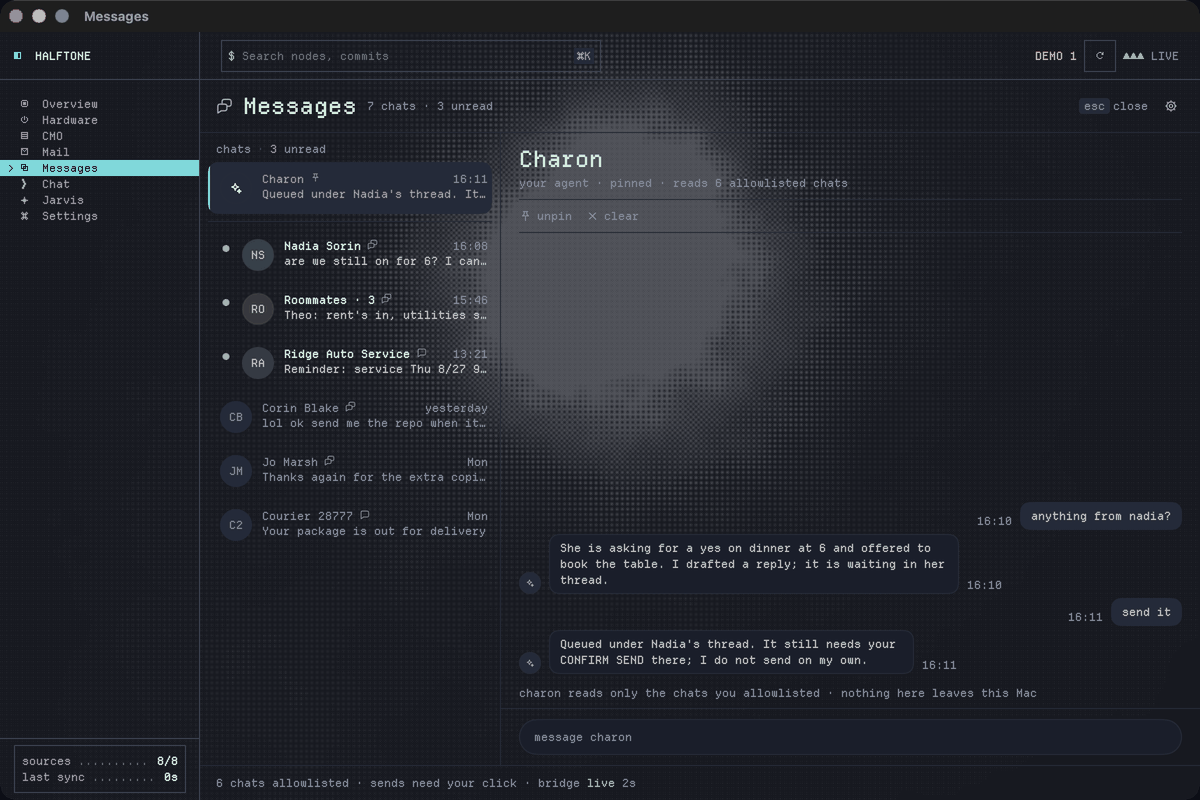 Messages
HALFTONE
$ Search nodes, commits ⌘K
DEMO 1
LIVE
Overview
Hardware
CMO
Mail
Messages
Chat
Jarvis
Settings
sources .......... 8/8
last sync ......... 0s
Messages 7 chats · 3 unread
esc close
chats · 3 unread
Charon 16:11
Queued under Nadia's thread. It…
NS
Nadia Sorin 16:08
are we still on for 6? I can…
RO
Roommates · 3 15:46
Theo: rent's in, utilities s…
RA
Ridge Auto Service 13:21
Reminder: service Thu 8/27 9…
CB
Corin Blake yesterday
lol ok send me the repo when it…
JM
Jo Marsh Mon
Thanks again for the extra copi…
C2
Courier 28777 Mon
Your package is out for delivery
Charon
your agent · pinned · reads 6 allowlisted chats
unpin clear
16:10 anything from nadia?
She is asking for a yes on dinner at 6 and offered to
book the table. I drafted a reply; it is waiting in her
thread.
16:10
16:11 send it
Queued under Nadia's thread. It still needs your
CONFIRM SEND there; I do not send on my own.
16:11
charon reads only the chats you allowlisted · nothing here leaves this Mac
message charon
6 chats allowlisted · sends need your click · bridge live 2s